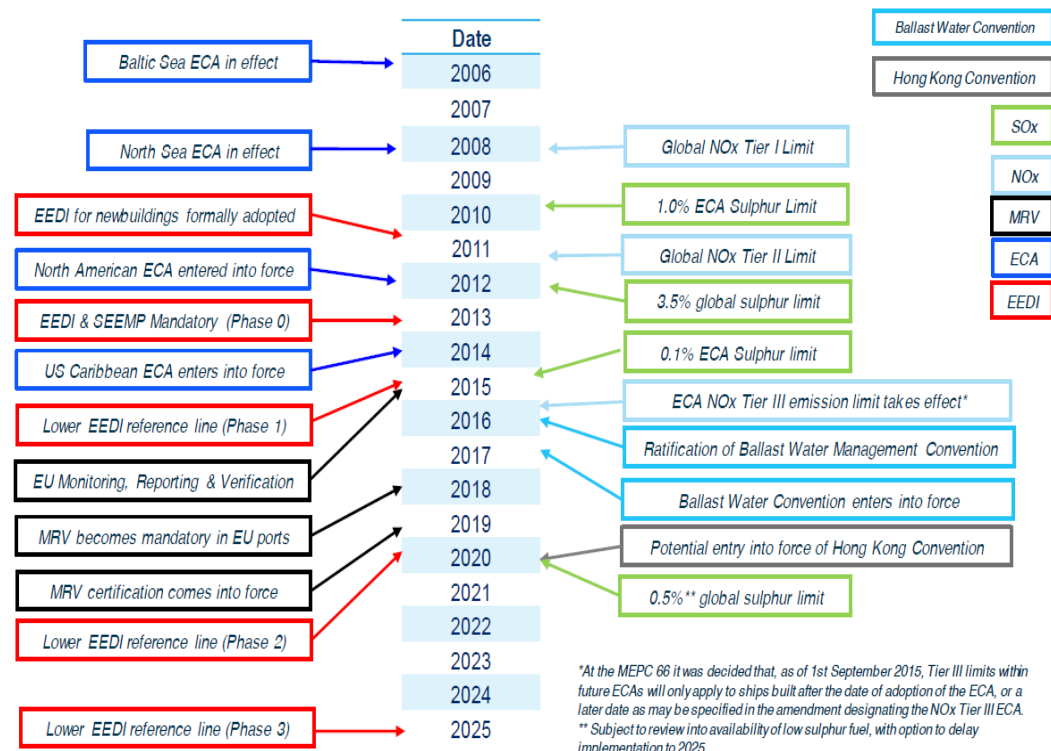 Date
2006
2007
2008
2009
2010
2011
2012
2013
2014
2015
2016
2017
2018
2019
2020
2021
2022
2023
2024
2025
Baltic Sea ECA in effect
North Sea ECA in effect
EEDI for newbuildings formally adopted
North American ECA entered into force
EEDI & SEEMP Mandatory (Phase 0)
US Caribbean ECA enters into force
Lower EEDI reference line (Phase 1)
EU Monitoring, Reporting & Verification
MRV becomes mandatory in EU ports
MRV certification comes into force
Lower EEDI reference line (Phase 2)
Lower EEDI reference line (Phase 3)
Global NOx Tier I Limit
1.0% ECA Sulphur Limit
Global NOx Tier II Limit
3.5% global sulphur limit
0.1% ECA Sulphur limit
ECA NOx Tier III emission limit takes effect*
Ratification of Ballast Water Management Convention
Ballast Water Convention enters into force
Potential entry into force of Hong Kong Convention
0.5%** global sulphur limit
Ballast Water Convention
Hong Kong Convention
SOx
NOx
MRV
ECA
EEDI
*At the MEPC 66 it was decided that, as of 1st September 2015, Tier III limits within
future ECAs will only apply to ships built after the date of adoption of the ECA, or a
later date as may be specified in the amendment designating the NOx Tier III ECA.
** Subject to review into availability of low sulphur fuel, with option to delay
implementation to 2025